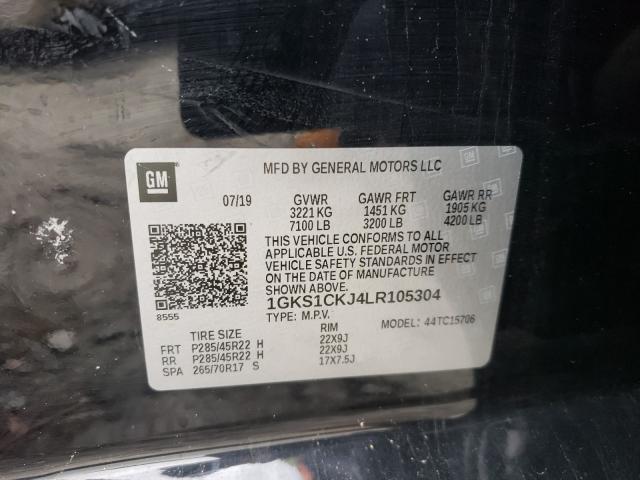 GM
MFD BY GENERAL MOTORS LLC
07/19 GVWR GAWR FRT GAWR RR
3221 KG 1451 KG 1905 KG
7100 LB 3200 LB 4200 LB
THIS VEHICLE CONFORMS TO ALL
APPLICABLE U.S. FEDERAL MOTOR
VEHICLE SAFETY STANDARDS IN EFFECT
ON THE DATE OF MANUFACTURE
SHOWN ABOVE.
1GKS1CKJ4LR105304
8555 TYPE: M.P.V. MODEL: 44TC15706
TIRE SIZE RIM
FRT P285/45R22 H 22X9J
RR P285/45R22 H 22X9J
SPA 265/70R17 S 17X7.5J